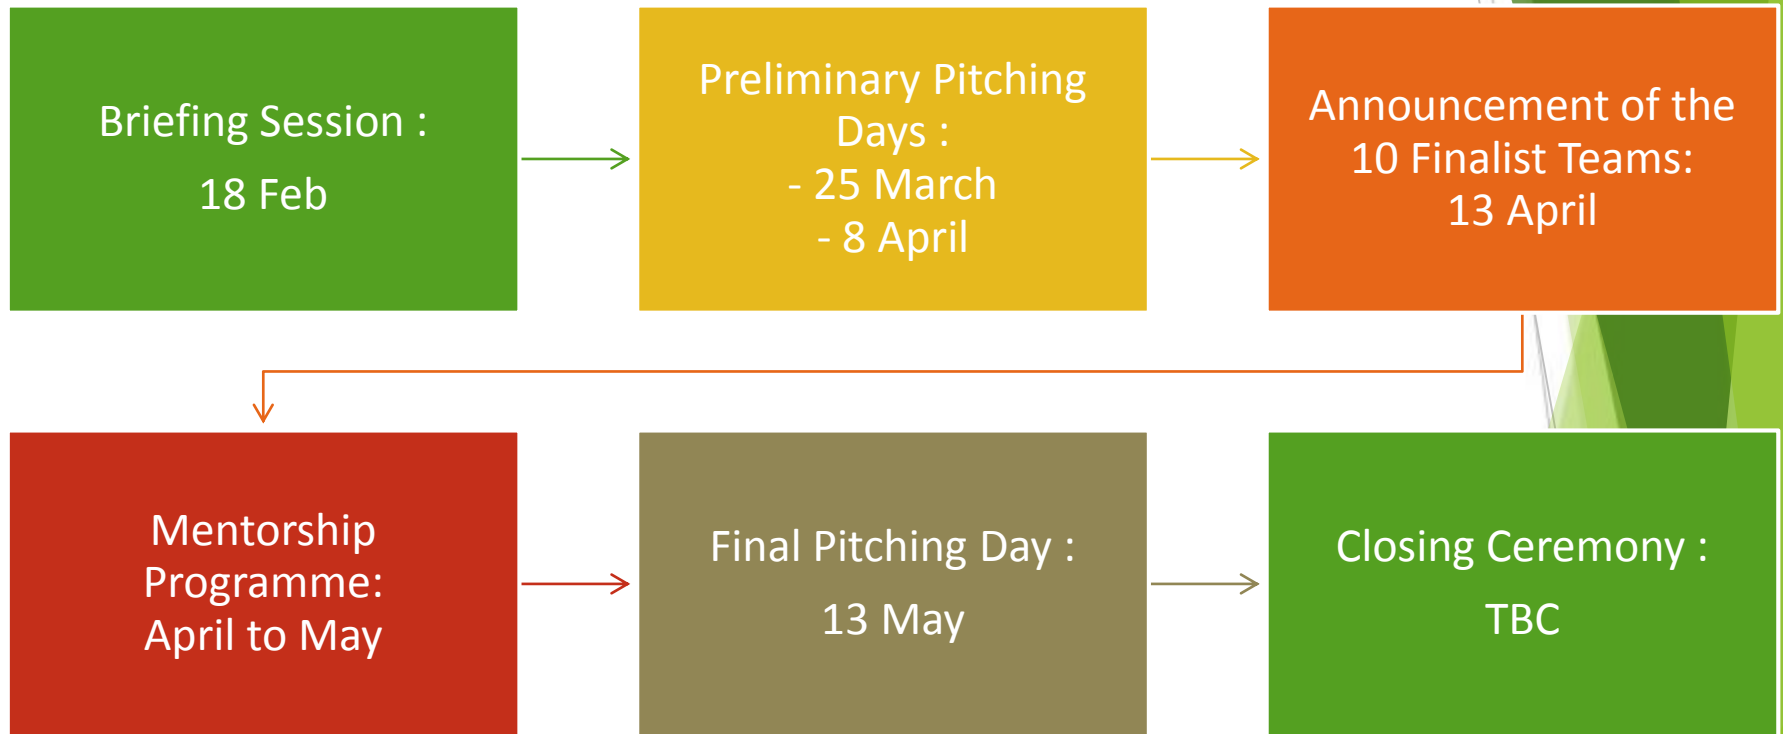 Briefing Session :
18 Feb
Preliminary Pitching
Days :
- 25 March
- 8 April
Announcement of the
10 Finalist Teams:
13 April
Mentorship
Programme:
April to May
Final Pitching Day :
13 May
Closing Ceremony :
TBC